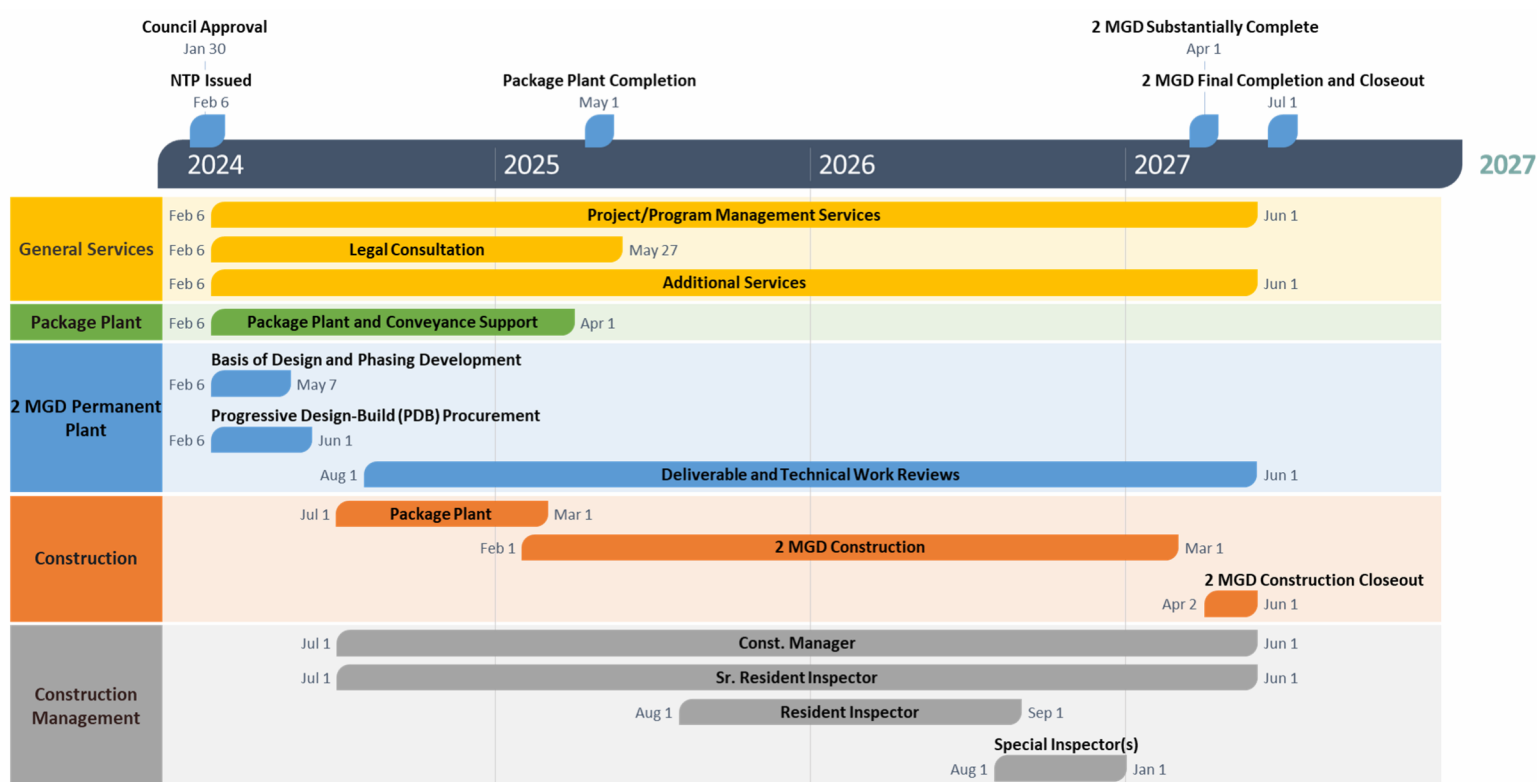 Council Approval
Jan 30
NTP Issued
Feb 6
Package Plant Completion
May 1
2 MGD Substantially Complete
Apr 1
2 MGD Final Completion and Closeout
Jul 1
2024 2025 2026 2027 2027
General Services
Feb 6 Project/Program Management Services Jun 1
Feb 6 Legal Consultation May 27
Feb 6 Additional Services Jun 1
Package Plant Feb 6 Package Plant and Conveyance Support Apr 1
2 MGD Permanent
Plant
Basis of Design and Phasing Development
Feb 6 May 7
Progressive Design-Build (PDB) Procurement
Feb 6 Jun 1
Aug 1 Deliverable and Technical Work Reviews Jun 1
Construction
Jul 1 Package Plant Mar 1
Feb 1 2 MGD Construction Mar 1
2 MGD Construction Closeout
Apr 2 Jun 1
Construction
Management
Jul 1 Const. Manager Jun 1
Jul 1 Sr. Resident Inspector Jun 1
Aug 1 Resident Inspector Sep 1
Special Inspector(s)
Aug 1 Jan 1